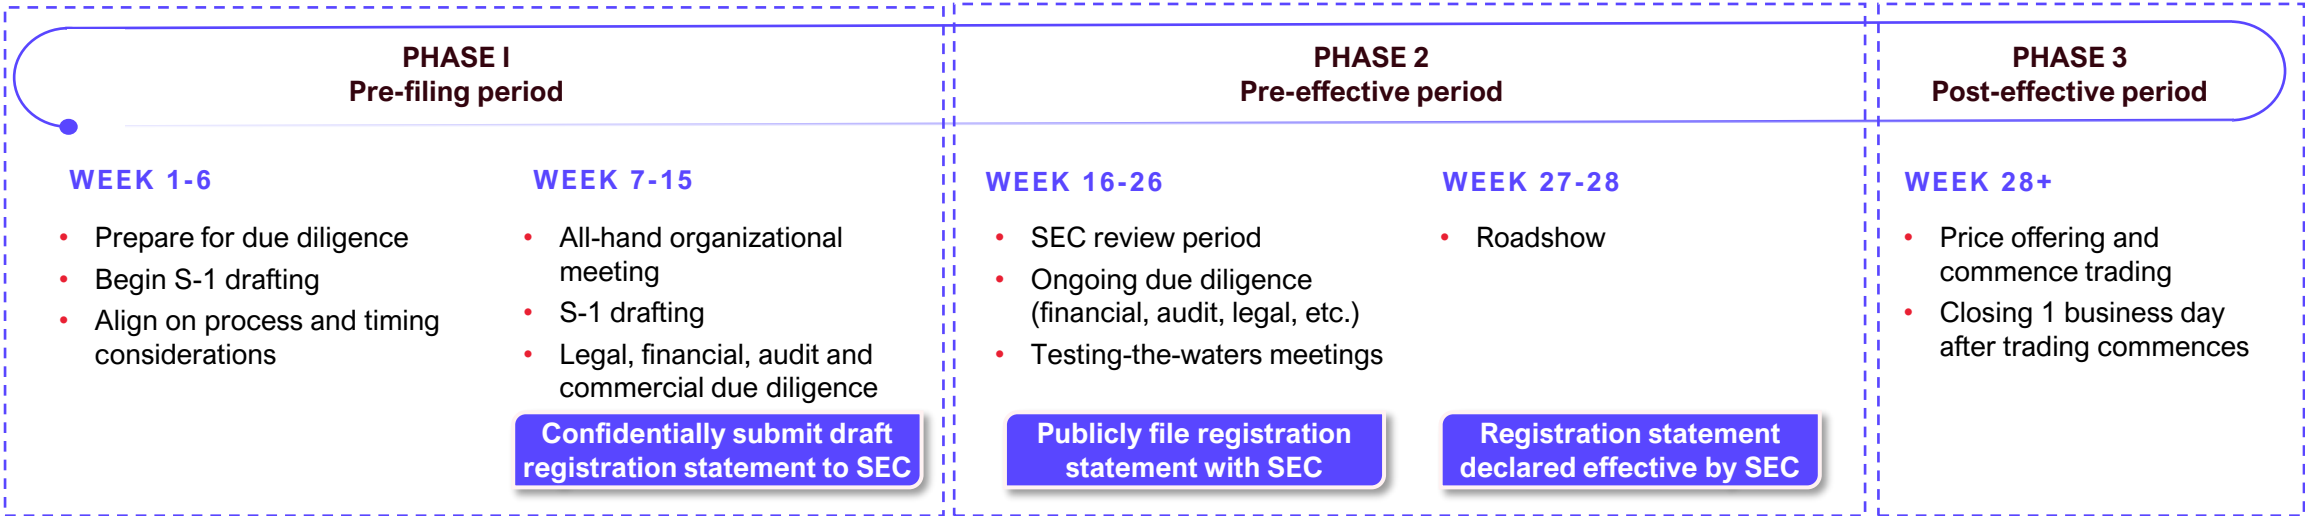 PHASE I
Pre-filing period
PHASE 2
Pre-effective period
PHASE 3
Post-effective period
WEEK 1-6
• Prepare for due diligence
• Begin S-1 drafting
• Align on process and timing
considerations
WEEK 7-15
• All-hand organizational
meeting
• S-1 drafting
• Legal, financial, audit and
commercial due diligence
Confidentially submit draft
registration statement to SEC
WEEK 16-26
• SEC review period
• Ongoing due diligence
(financial, audit, legal, etc.)
• Testing-the-waters meetings
Publicly file registration
statement with SEC
WEEK 27-28
• Roadshow
Registration statement
declared effective by SEC
WEEK 28+
• Price offering and
commence trading
• Closing 1 business day
after trading commences